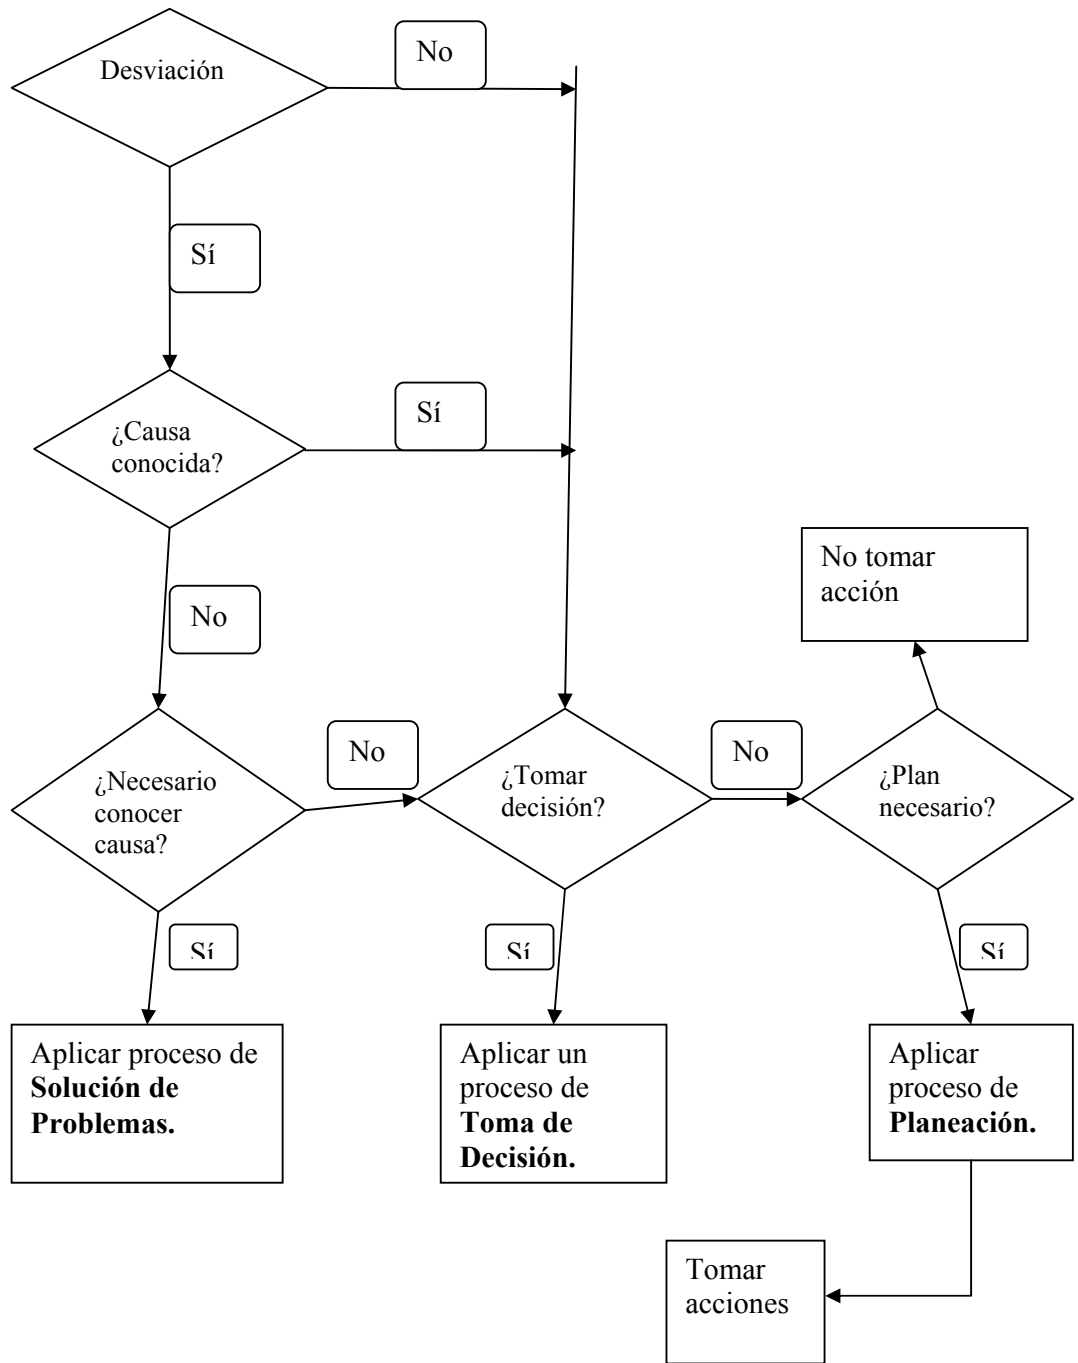 Desviación
No
Sí
¿Causa
conocida?
Sí
No
No tomar
acción
¿Necesario
conocer
causa?
No
¿Tomar
decisión?
No
¿Plan
necesario?
Sí
Sí
Sí
Aplicar proceso de
Solución de
Problemas.
Aplicar un
proceso de
Toma de
Decisión.
Aplicar
proceso de
Planeación.
Tomar
acciones